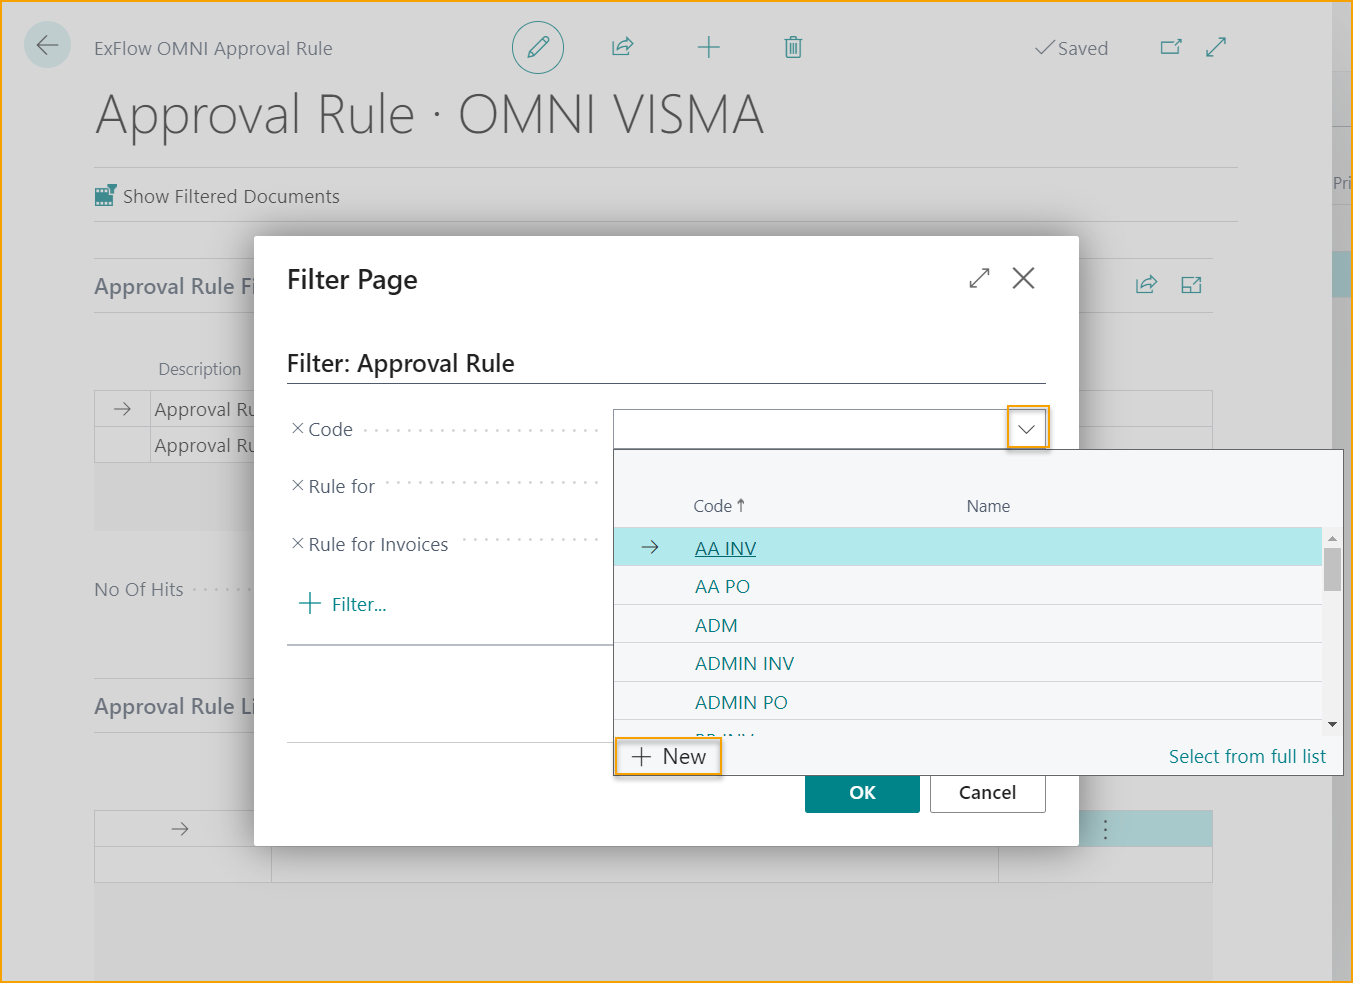 ExFlow OMNI Approval Rule
Saved
Approval Rule · OMNI VISMA
Pri
Show Filtered Documents
Filter Page
Approval Rule Fi
Filter: Approval Rule
Description
Approval Ru
Approval Ru
Code
Rule for
Rule for Invoices
Filter...
Code ↑ Name
AA INV
AA PO
ADM
ADMIN INV
ADMIN PO
New
Select from full list
No Of Hits
Approval Rule Li
OK
Cancel